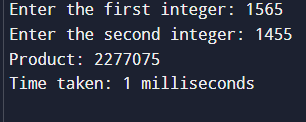 Enter the first integer: 1565
Enter the second integer: 1455
Product: 2277075
Time taken: 1 milliseconds